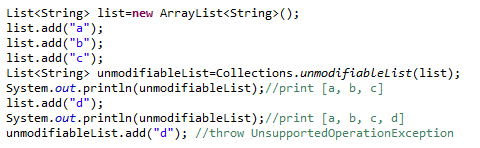 List<String> list=new ArrayList<String>();
list.add("a");
list.add("b");
list.add("c");
List<String> unmodifiableList=Collections.unmodifiableList(list);
System.out.println(unmodifiableList);//print [a, b, c]
list.add("d");
System.out.println(unmodifiableList);//print [a, b, c, d]
unmodifiableList.add("d"); //throw UnsupportedOperationException